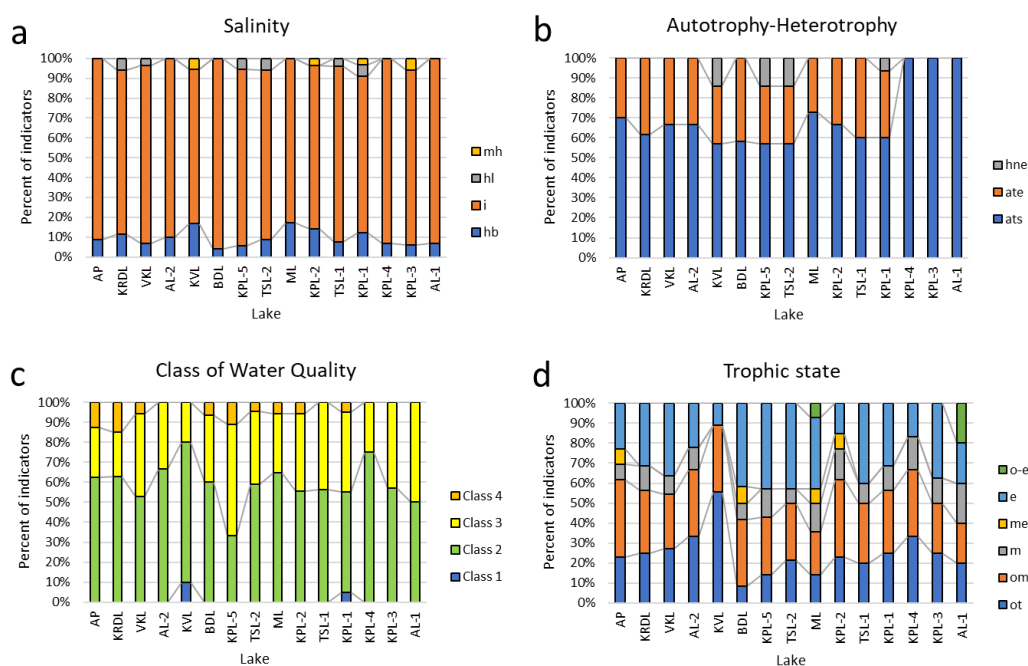 a
Salinity
Percent of indicators
100%
90%
80%
70%
60%
50%
40%
30%
20%
10%
0%
AP KRDL VKL AL-2 KVL BDL KPL-5 TSL-2 ML KPL-2 TSL-1 KPL-1 KPL-4 KPL-3 AL-1
Lake
mh
hl
i
hb
b
Autotrophy-Heterotrophy
Percent of indicators
100%
90%
80%
70%
60%
50%
40%
30%
20%
10%
0%
AP KRDL VKL AL-2 KVL BDL KPL-5 TSL-2 ML KPL-2 TSL-1 KPL-1 KPL-4 KPL-3 AL-1
Lake
hne
ate
ats
c
Class of Water Quality
Percent of indicators
100%
90%
80%
70%
60%
50%
40%
30%
20%
10%
0%
AP KRDL VKL AL-2 KVL BDL KPL-5 TSL-2 ML KPL-2 TSL-1 KPL-1 KPL-4 KPL-3 AL-1
Lake
Class 4
Class 3
Class 2
Class 1
d
Trophic state
Percent of indicators
100%
90%
80%
70%
60%
50%
40%
30%
20%
10%
0%
AP KRDL VKL AL-2 KVL BDL KPL-5 TSL-2 ML KPL-2 TSL-1 KPL-1 KPL-4 KPL-3 AL-1
Lake
o-e
e
me
m
om
ot